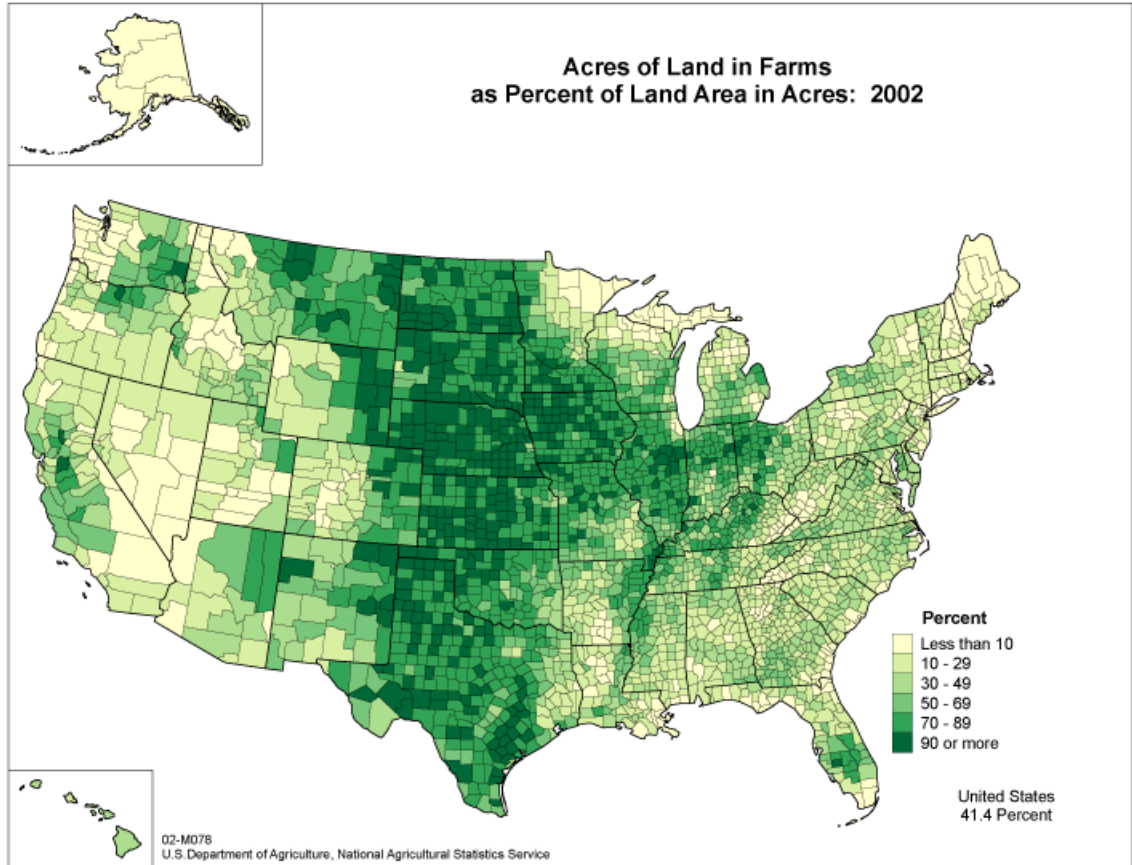 Acres of Land in Farms
as Percent of Land Area in Acres: 2002
Percent
Less than 10
10 - 29
30 - 49
50 - 69
70 - 89
90 or more
United States
41.4 Percent
02-M078
U.S.Department of Agriculture, National Agricultural Statistics Service